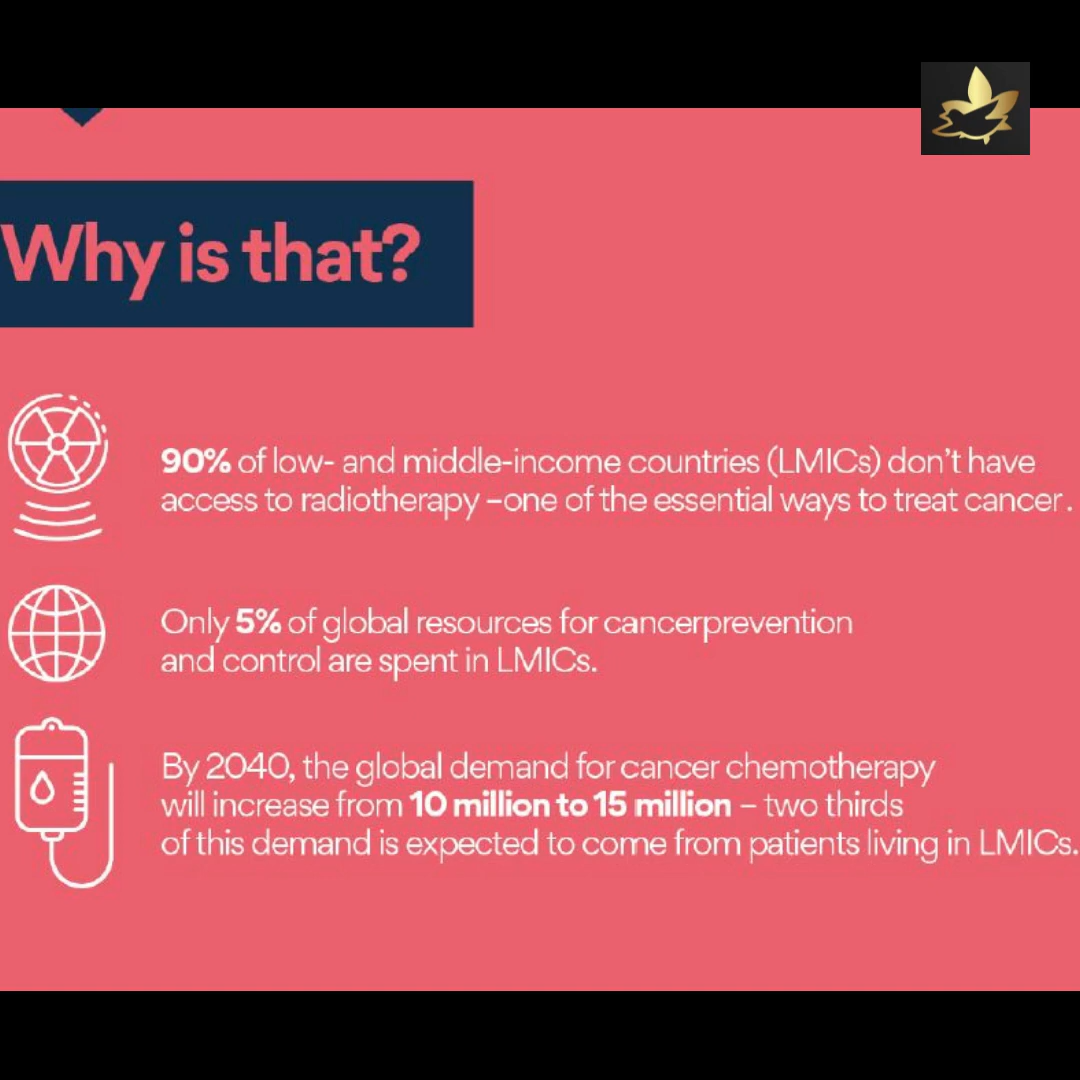 Why is that?
90% of low- and middle-income countries (LMICs) don't have
access to radiotherapy –one of the essential ways to treat cancer.
Only 5% of global resources for cancerprevention
and control are spent in LMICs.
By 2040, the global demand for cancer chemotherapy
will increase from 10 million to 15 million – two thirds
of this demand is expected to come from patients living in LMICs.